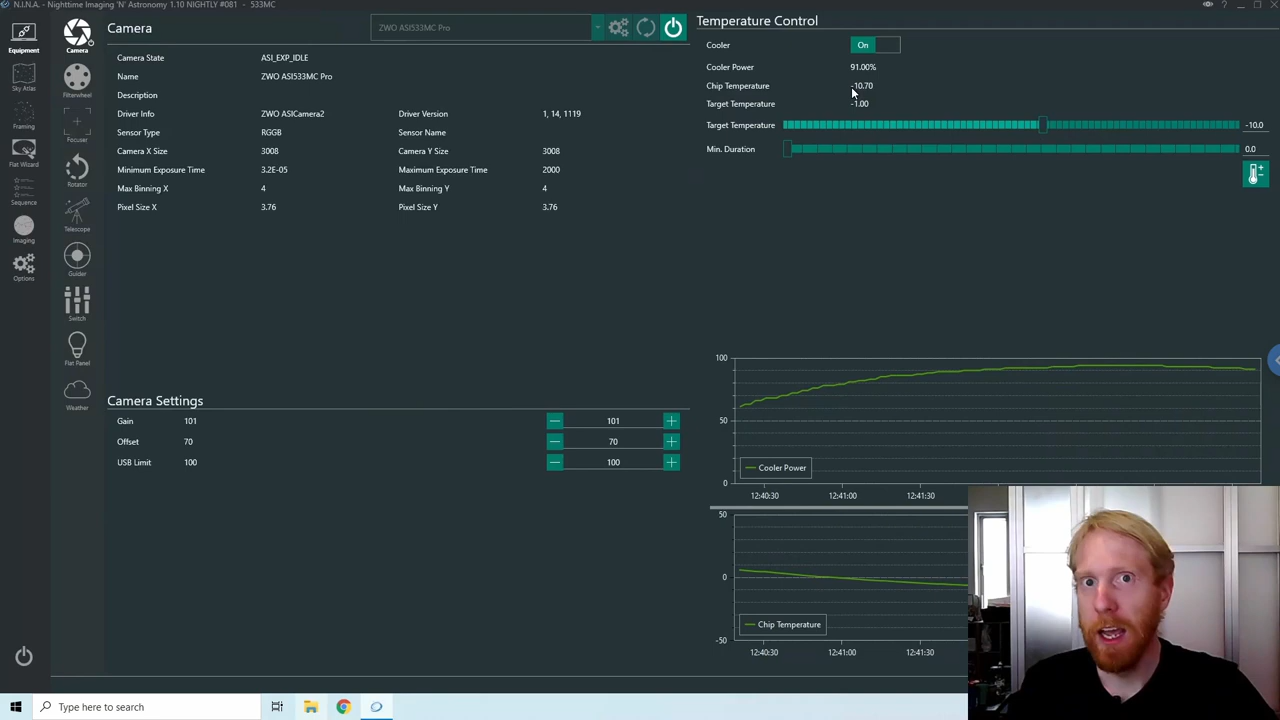 N.I.N.A. - Nighttime Imaging 'N' Astronomy 1.10 NIGHTLY #081 - 533MC
Equipment
Sky Atlas
Framing
Flat Wizard
Sequence
Imaging
Options
Camera
Filterwheel
Focuser
Rotator
Telescope
Guider
Switch
Flat Panel
Weather
Camera
ZWO ASI533MC Pro
Camera State ASI_EXP_IDLE
Name ZWO ASI533MC Pro
Description
Driver Info ZWO ASICamera2 Driver Version 1, 14, 1119
Sensor Type RGGB Sensor Name
Camera X Size 3008 Camera Y Size 3008
Minimum Exposure Time 3.2E-05 Maximum Exposure Time 2000
Max Binning X 4 Max Binning Y 4
Pixel Size X 3.76 Pixel Size Y 3.76
Camera Settings
Gain 101 101
Offset 70 70
USB Limit 100 100
Temperature Control
Cooler On
Cooler Power 91.00%
Chip Temperature -10.70
Target Temperature -1.00
Target Temperature -10.0
Min. Duration 0.0
100
50
0
Cooler Power
12:40:30 12:41:00 12:41:30
50
0
-50
Chip Temperature
12:40:30 12:41:00 12:41:30
Type here to search